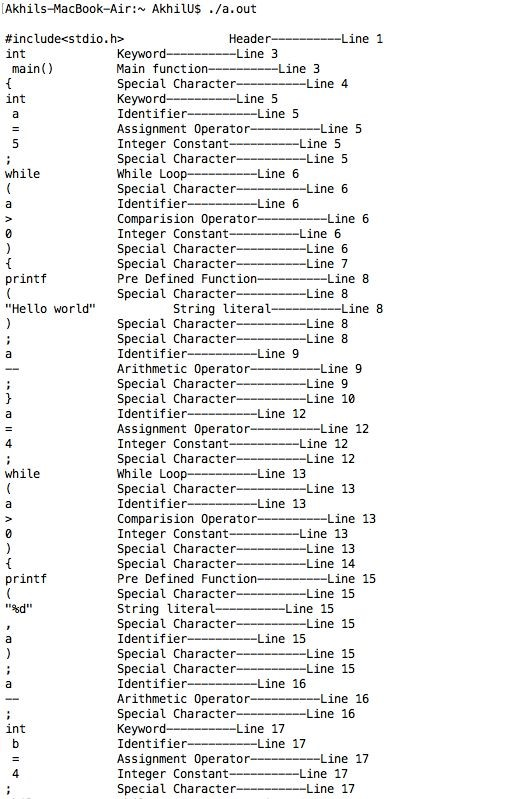 [Akhils-MacBook-Air:~ AkhilU$ ./a.out
#include<stdio.h> Header----------Line 1
int Keyword----------Line 3
main() Main function----------Line 3
{ Special Character----------Line 4
int Keyword----------Line 5
a Identifier----------Line 5
= Assignment Operator----------Line 5
5 Integer Constant----------Line 5
; Special Character----------Line 5
while While Loop----------Line 6
( Special Character----------Line 6
a Identifier----------Line 6
> Comparision Operator----------Line 6
0 Integer Constant----------Line 6
) Special Character----------Line 6
{ Special Character----------Line 7
printf Pre Defined Function----------Line 8
( Special Character----------Line 8
"Hello world" String literal----------Line 8
) Special Character----------Line 8
; Special Character----------Line 8
a Identifier----------Line 9
-- Arithmetic Operator----------Line 9
; Special Character----------Line 9
} Special Character----------Line 10
a Identifier----------Line 12
= Assignment Operator----------Line 12
4 Integer Constant----------Line 12
; Special Character----------Line 12
while While Loop----------Line 13
( Special Character----------Line 13
a Identifier----------Line 13
> Comparision Operator----------Line 13
0 Integer Constant----------Line 13
) Special Character----------Line 13
{ Special Character----------Line 14
printf Pre Defined Function----------Line 15
( Special Character----------Line 15
"%d" String literal----------Line 15
, Special Character----------Line 15
a Identifier----------Line 15
) Special Character----------Line 15
; Special Character----------Line 15
a Identifier----------Line 16
-- Arithmetic Operator----------Line 16
; Special Character----------Line 16
int Keyword----------Line 17
b Identifier----------Line 17
= Assignment Operator----------Line 17
4 Integer Constant----------Line 17
; Special Character----------Line 17